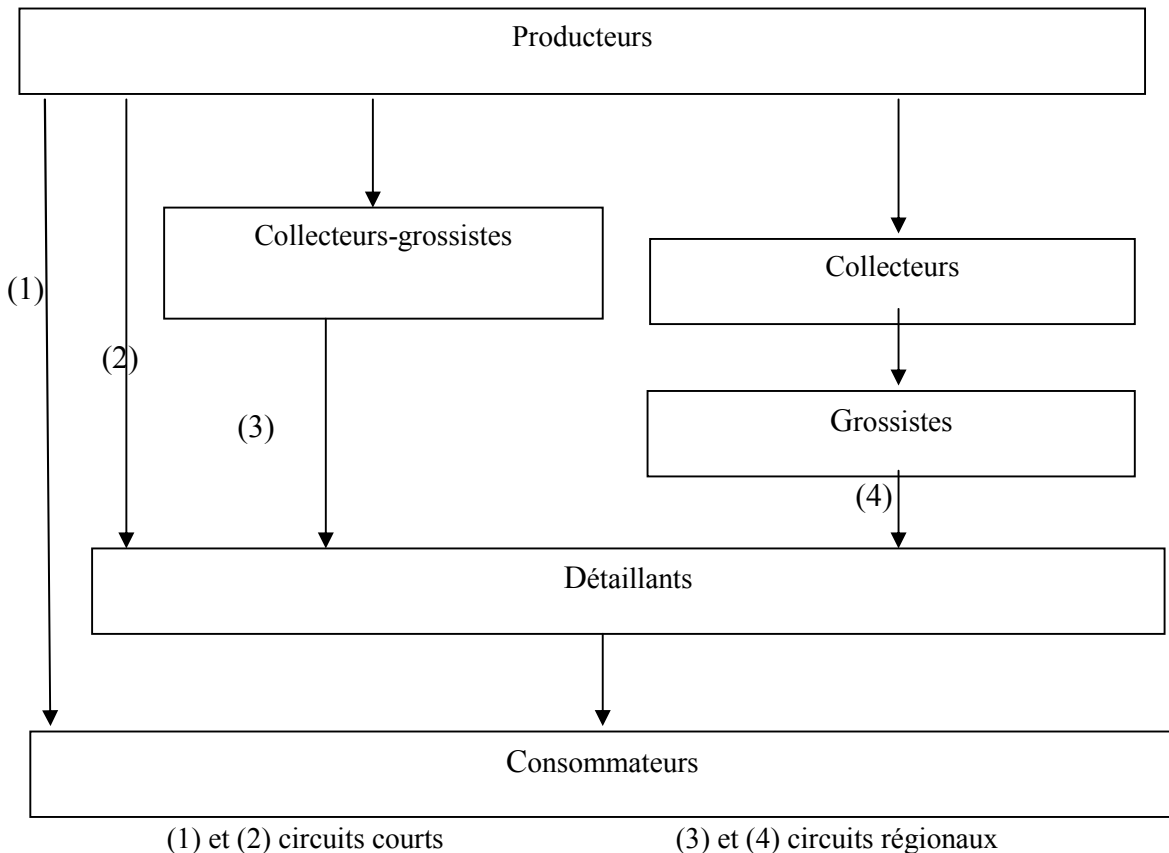 Producteurs
Collecteurs-grossistes
Collecteurs
(1)
(2)
(3)
Grossistes
(4)
Détaillants
Consommateurs
(1) et (2) circuits courts
(3) et (4) circuits régionaux